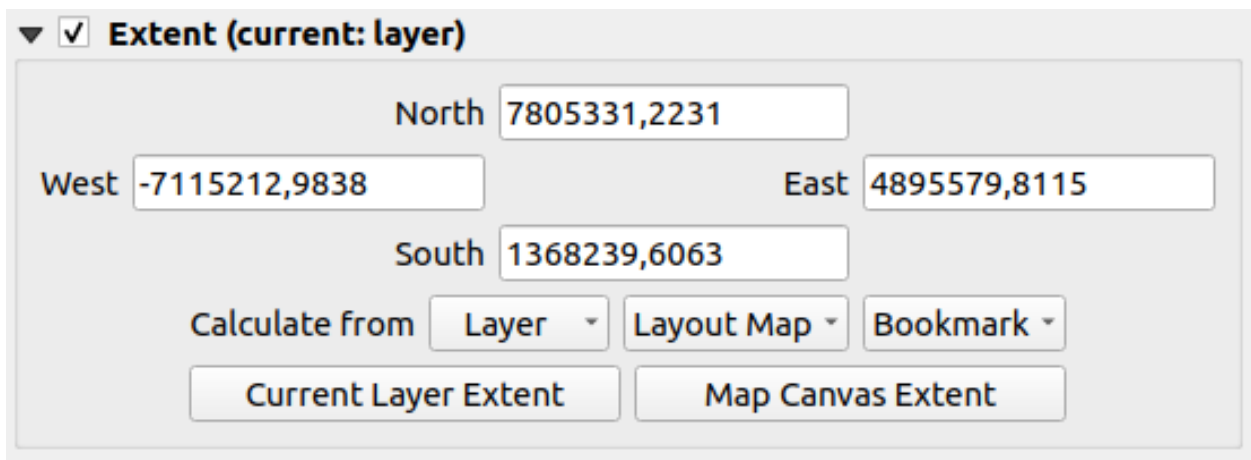 Extent (current: layer)
North 7805331,2231
West -7115212,9838 East 4895579,8115
South 1368239,6063
Calculate from Layer Layout Map Bookmark
Current Layer Extent Map Canvas Extent